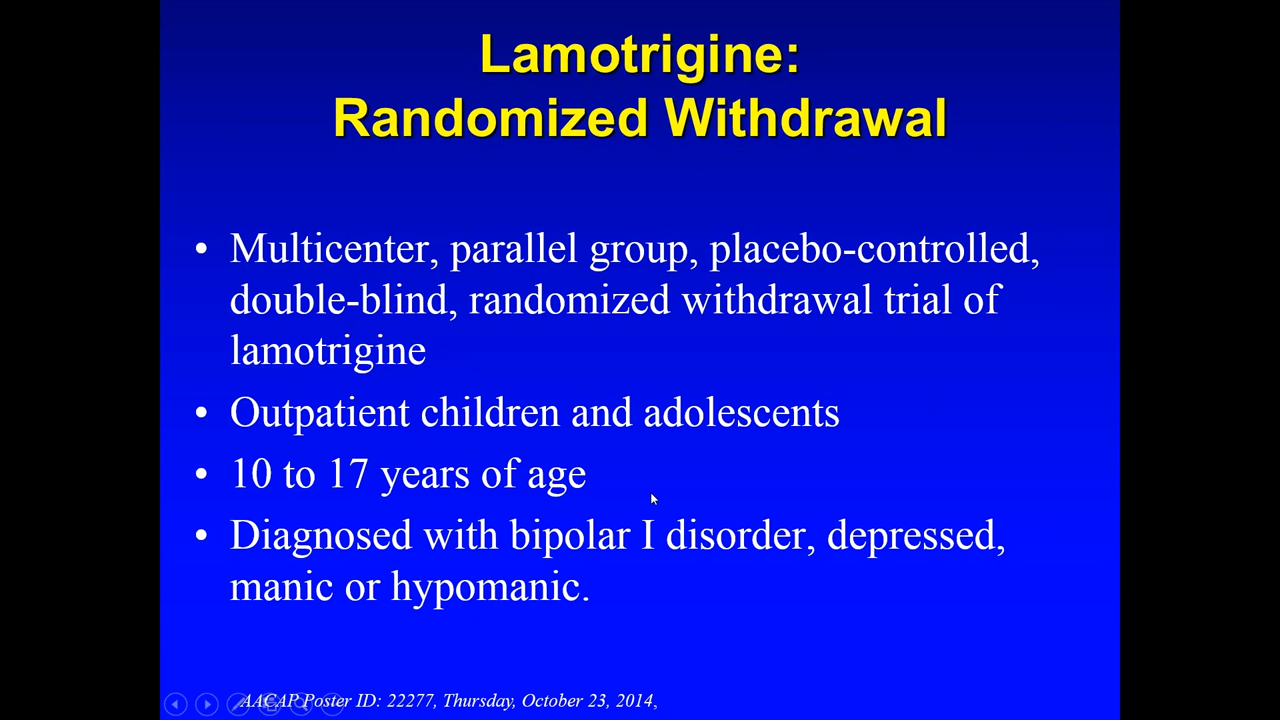 Lamotrigine:
Randomized Withdrawal
• Multicenter, parallel group, placebo-controlled,
double-blind, randomized withdrawal trial of
lamotrigine
• Outpatient children and adolescents
• 10 to 17 years of age
• Diagnosed with bipolar I disorder, depressed,
manic or hypomanic.
AACAP Poster ID: 22277, Thursday, October 23, 2014,